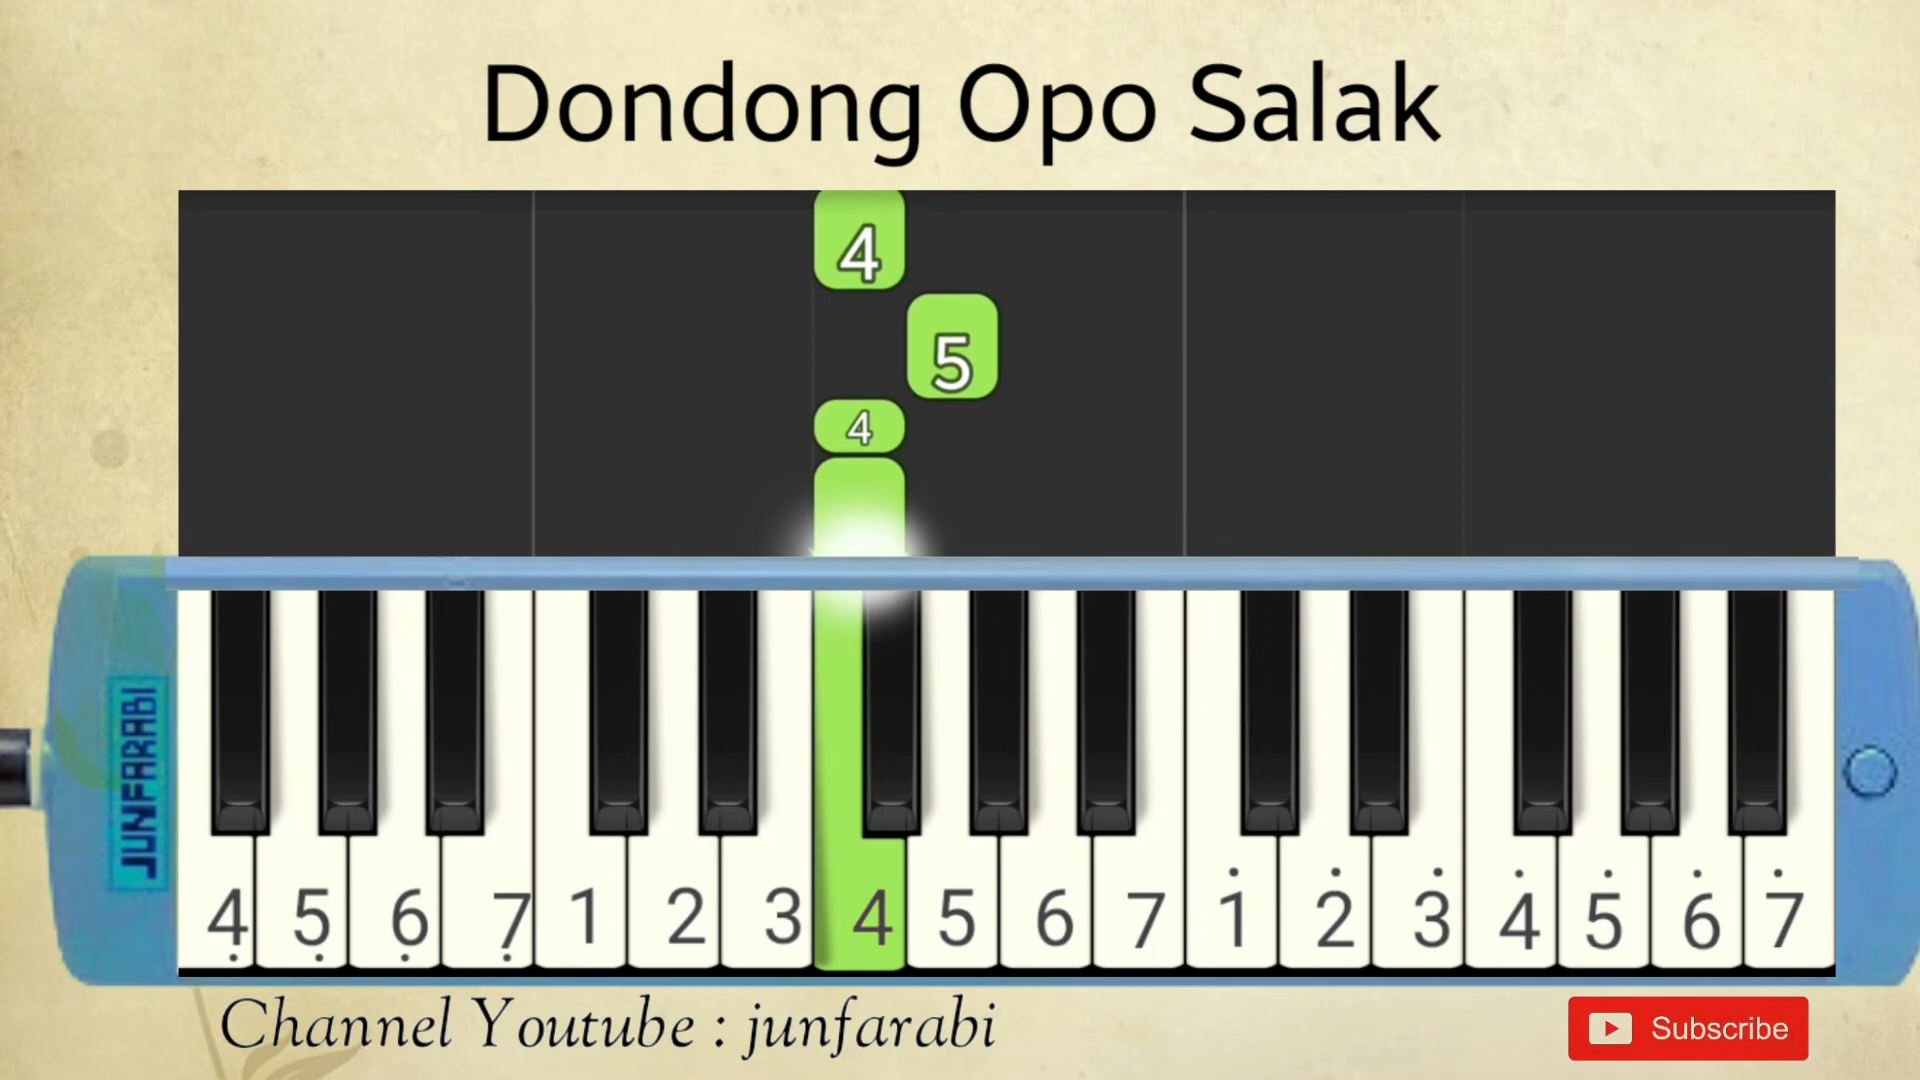 Dondong Opo Salak
4
5
4
JUNFARABI
4̣ 5̣ 6̣ 7̣ 1 2 3 4 5 6 7 1̇ 2̇ 3̇ 4̇ 5̇ 6̇ 7̇
Channel Youtube : junfarabi
Subscribe